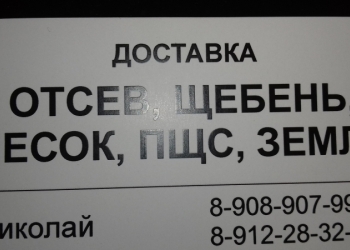 ДОСТАВКА
ОТСЕВ, ЩЕБЕНЬ,
ЕСОК, ПЩС, ЗЕМЛ
8-908-907-99
иколай
8-912-28-32-